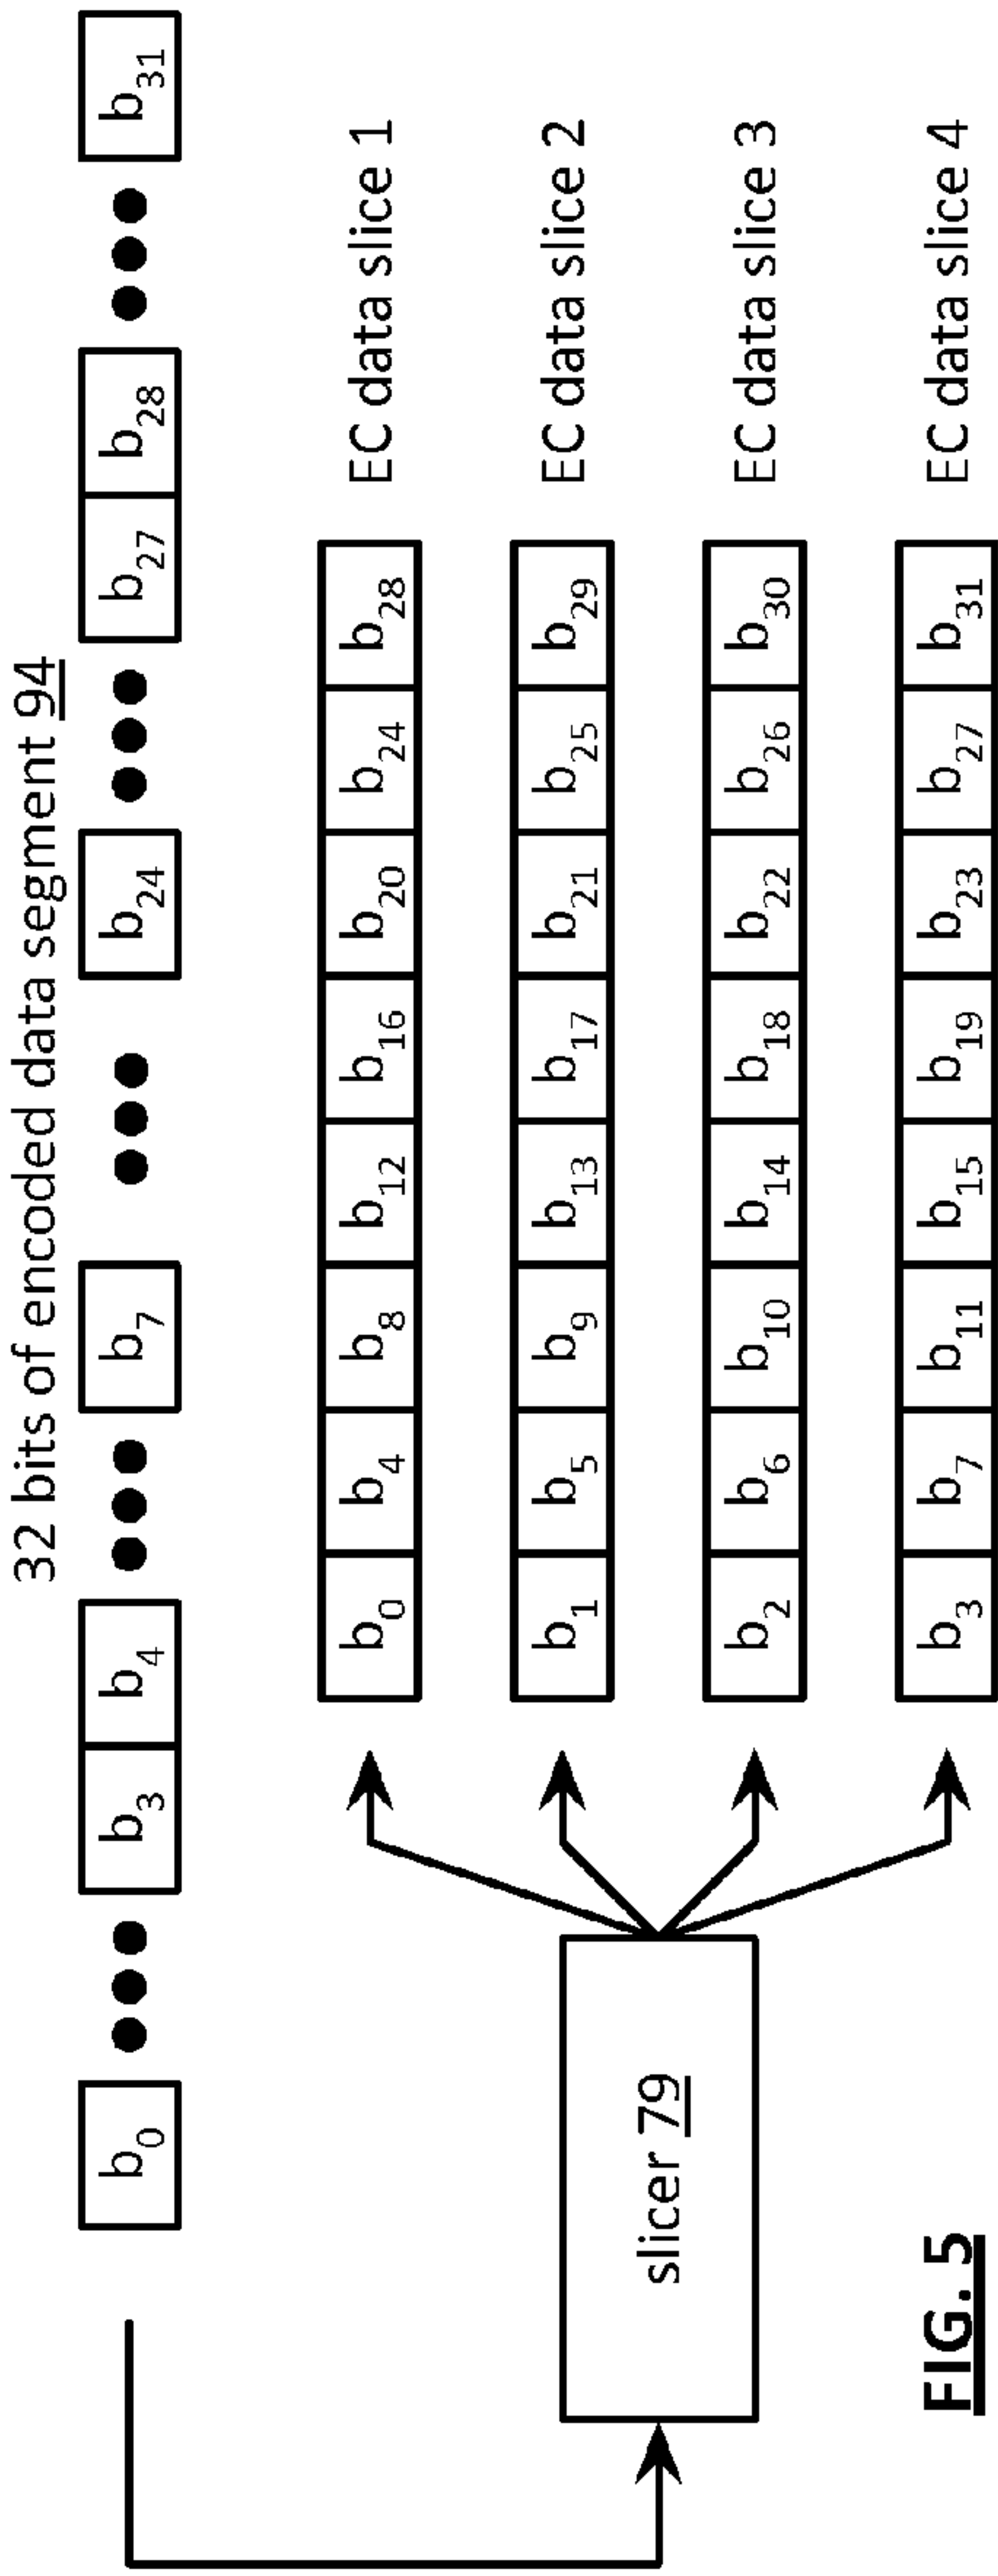 32 bits of encoded data segment 94
b0 ●●● b3 b4 ●●● b7 ●●● b24 ●●● b27 b28 ●●● b31
b0 b4 b8 b12 b16 b20 b24 b28 EC data slice 1
b1 b5 b9 b13 b17 b21 b25 b29 EC data slice 2
slicer 79
b2 b6 b10 b14 b18 b22 b26 b30 EC data slice 3
b3 b7 b11 b15 b19 b23 b27 b31 EC data slice 4
FIG. 5